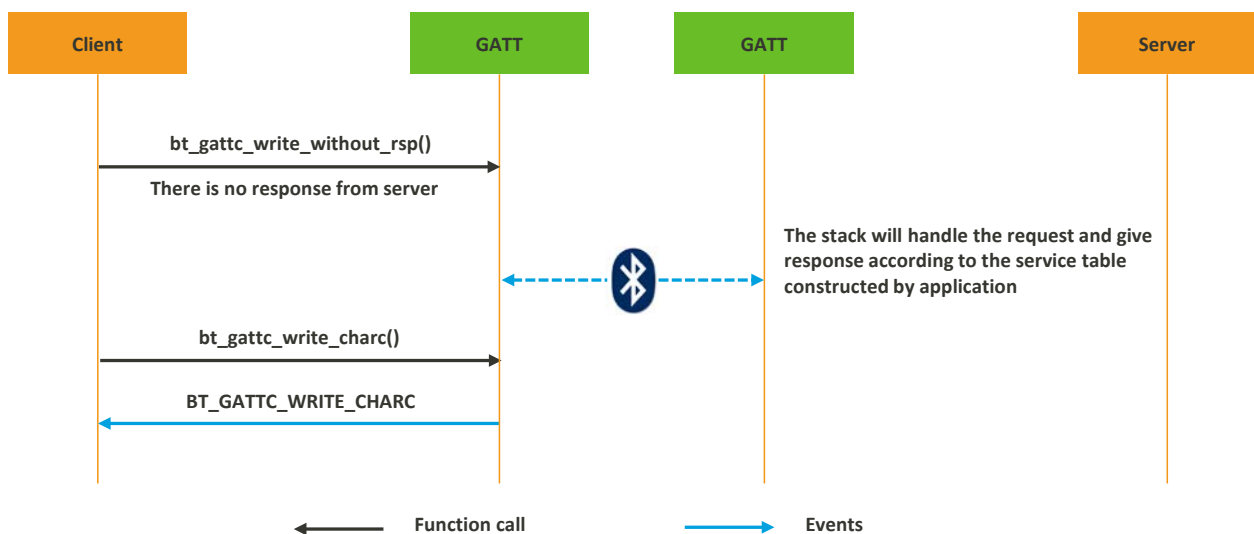 Client
GATT
GATT
Server
bt_gattc_write_without_rsp()
There is no response from server
The stack will handle the request and give
response according to the service table
constructed by application
bt_gattc_write_charc()
BT_GATTC_WRITE_CHARC
Function call
Events